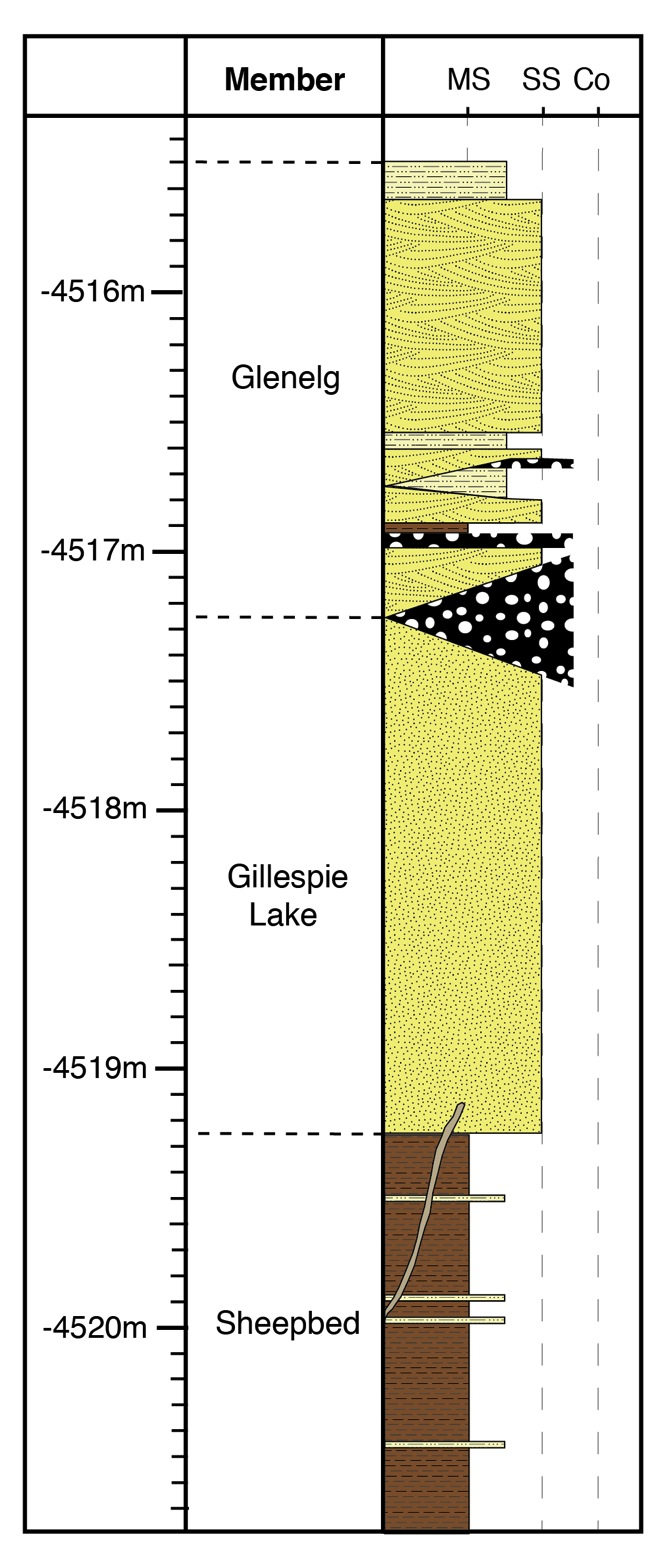 Member
MS SS Co
-4516m
Glenelg
-4517m
-4518m
Gillespie
Lake
-4519m
-4520m
Sheepbed